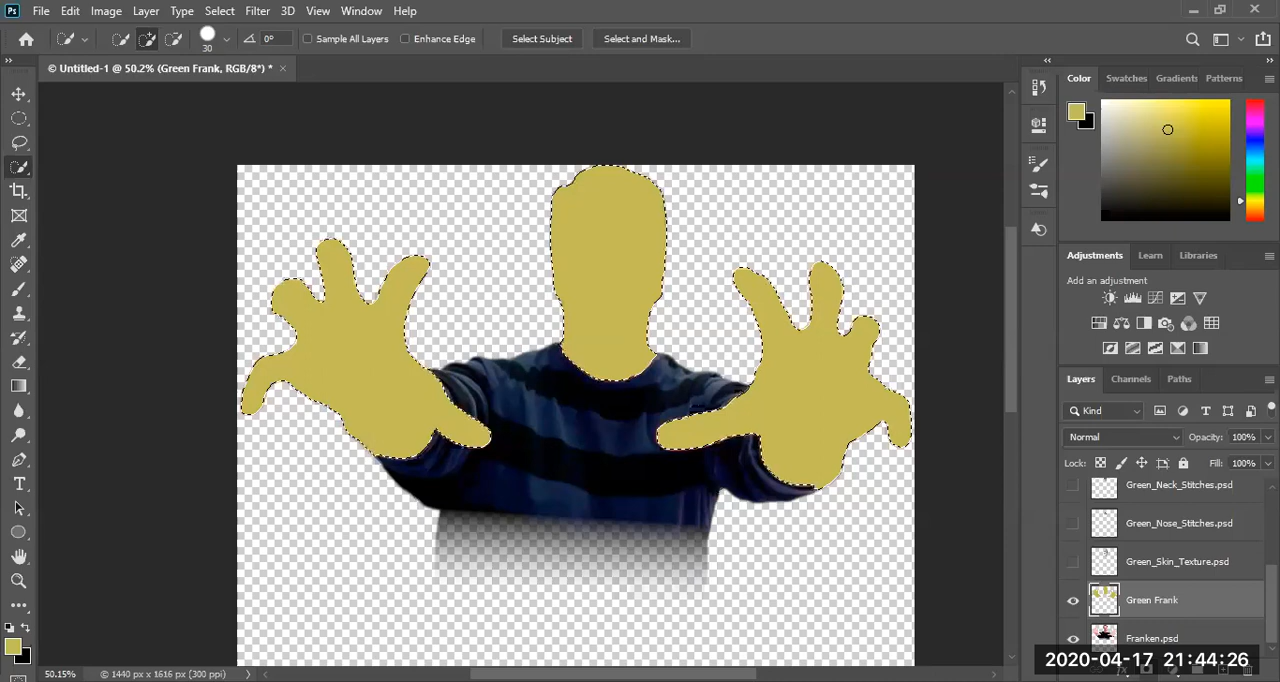 Ps File Edit Image Layer Type Select Filter 3D View Window Help
30 0° Sample All Layers Enhance Edge Select Subject Select and Mask...
© Untitled-1 @ 50.2% (Green Frank, RGB/8*) * ×
Color Swatches Gradients Patterns
Adjustments Learn Libraries
Add an adjustment
Layers Channels Paths
Kind
Normal Opacity: 100%
Lock: Fill: 100%
Green_Neck_Stitches.psd
Green_Nose_Stitches.psd
Green_Skin_Texture.psd
Green Frank
Franken.psd
2020-04-17 21:44:26
50.15% © 1440 px x 1616 px (300 ppi)